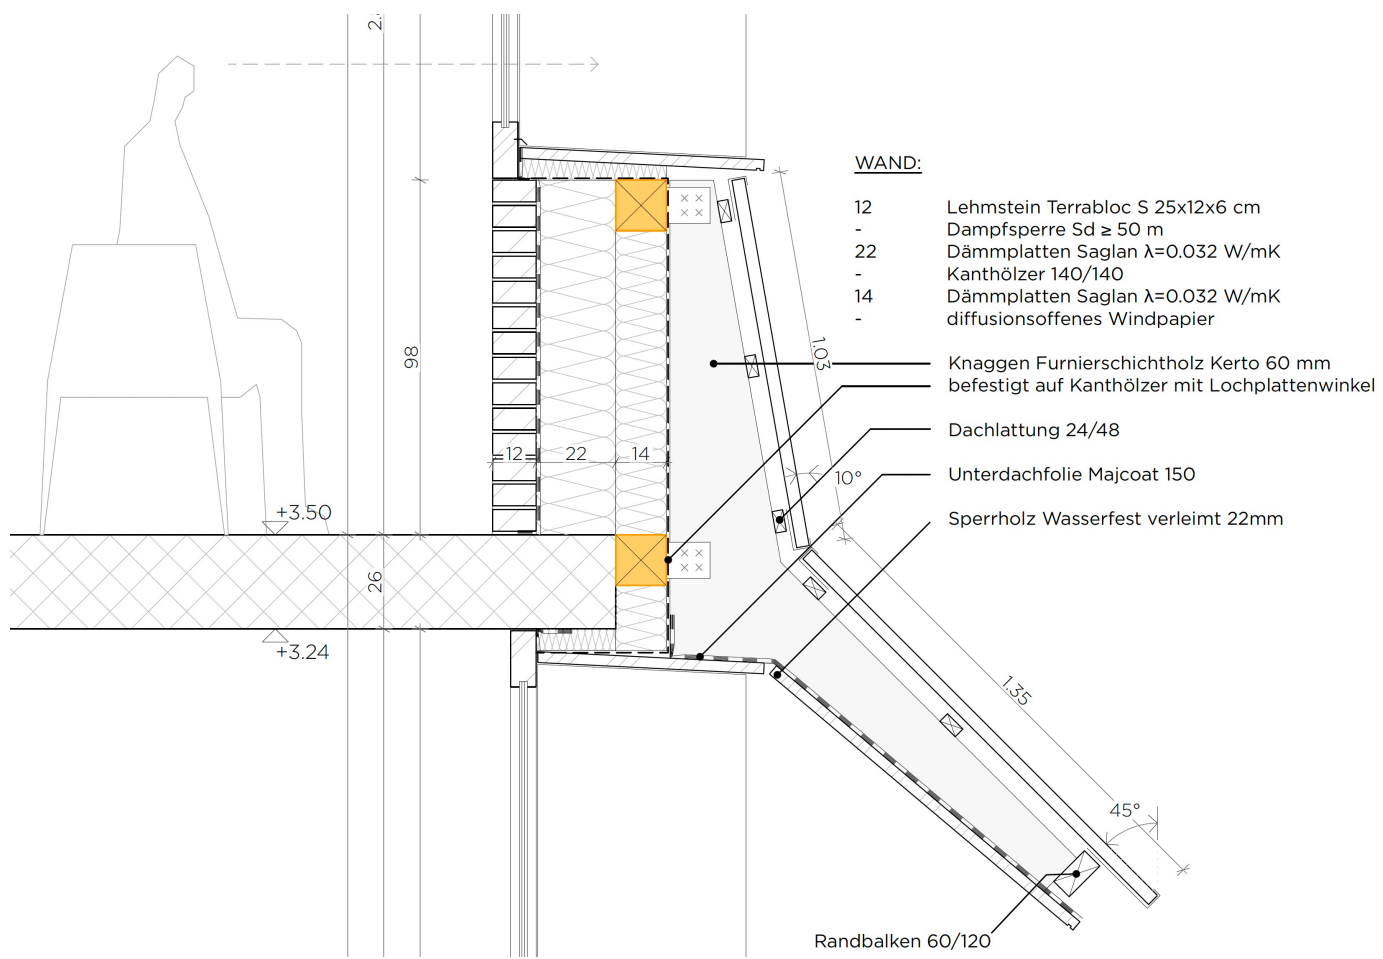 2.
WAND:
12 Lehmstein Terrabloc S 25x12x6 cm
- Dampfsperre Sd ≥ 50 m
22 Dämmplatten Saglan λ=0.032 W/mK
- Kanthölzer 140/140
14 Dämmplatten Saglan λ=0.032 W/mK
- diffusionsoffenes Windpapier
1.03
98
Knaggen Furnierschichtholz Kerto 60 mm
befestigt auf Kanthölzer mit Lochplattenwinkel
Dachlattung 24/48
12 22 14
10°
Unterdachfolie Majcoat 150
+3.50
Sperrholz Wasserfest verleimt 22mm
26
+3.24
1.35
45°
Randbalken 60/120